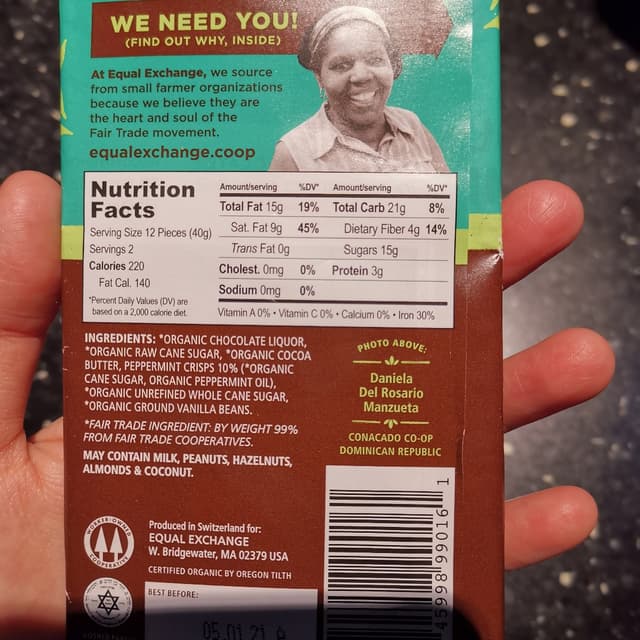 WE NEED YOU!
(FIND OUT WHY, INSIDE)
At Equal Exchange, we source
from small farmer organizations
because we believe they are
the heart and soul of the
Fair Trade movement.
equalexchange.coop
Nutrition
Facts
Serving Size 12 Pieces (40g)
Servings 2
Calories 220
Fat Cal. 140
*Percent Daily Values (DV) are
based on a 2,000 calorie diet.
Amount/serving %DV* Amount/serving %DV*
Total Fat 15g 19% Total Carb 21g 8%
Sat. Fat 9g 45% Dietary Fiber 4g 14%
Trans Fat 0g Sugars 15g
Cholest. 0mg 0% Protein 3g
Sodium 0mg 0%
Vitamin A 0% • Vitamin C 0% • Calcium 0% • Iron 30%
INGREDIENTS: *ORGANIC CHOCOLATE LIQUOR,
*ORGANIC RAW CANE SUGAR, *ORGANIC COCOA
BUTTER, PEPPERMINT CRISPS 10% (*ORGANIC
CANE SUGAR, ORGANIC PEPPERMINT OIL),
*ORGANIC UNREFINED WHOLE CANE SUGAR,
*ORGANIC GROUND VANILLA BEANS.
*FAIR TRADE INGREDIENT: BY WEIGHT 99%
FROM FAIR TRADE COOPERATIVES.
MAY CONTAIN MILK, PEANUTS, HAZELNUTS,
ALMONDS & COCONUT.
PHOTO ABOVE:
Daniela
Del Rosario
Manzueta
CONACADO CO-OP
DOMINICAN REPUBLIC
WORKER-OWNED
COOPERATIVE
Produced in Switzerland for:
EQUAL EXCHANGE
W. Bridgewater, MA 02379 USA
CERTIFIED ORGANIC BY OREGON TILTH
BEST BEFORE:
05.01.21 A
45998 99016 1